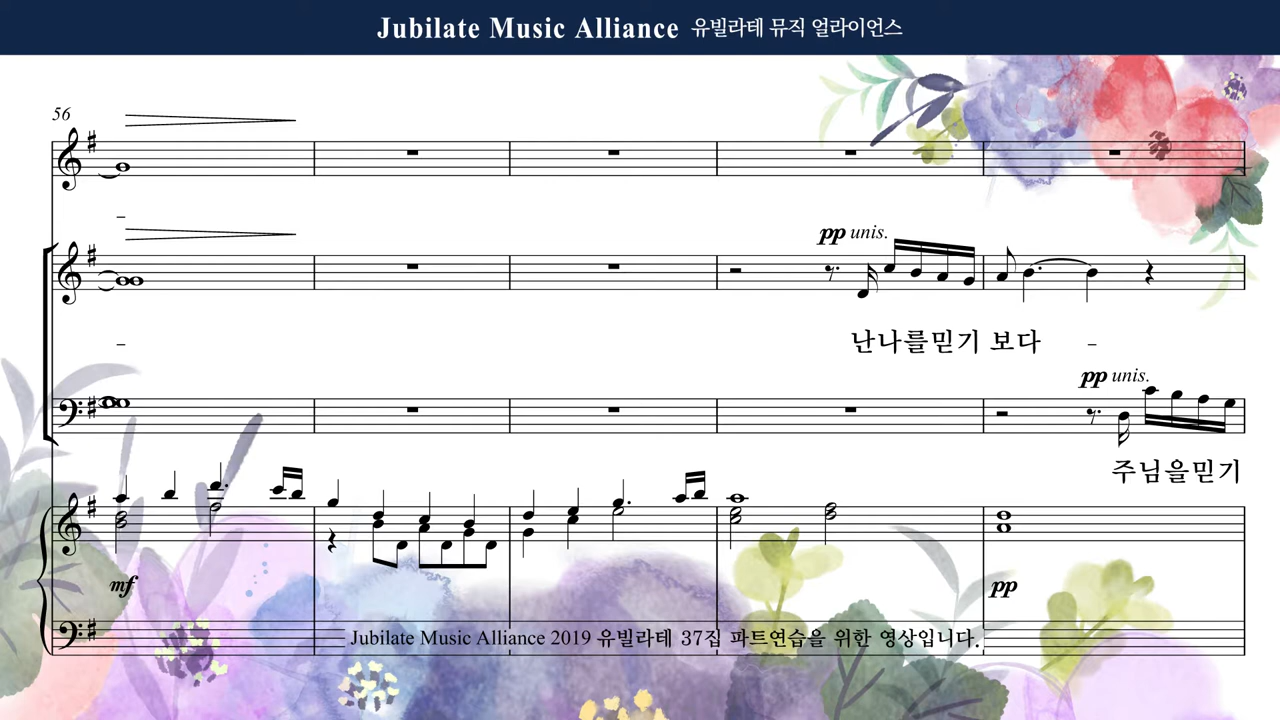 Jubilate Music Alliance 유빌라테 뮤직 얼라이언스
56
pp unis.
난나를믿기 보다
pp unis.
주님을믿기
mf
pp
Jubilate Music Alliance 2019 유빌라테 37집 파트연습을 위한 영상입니다.